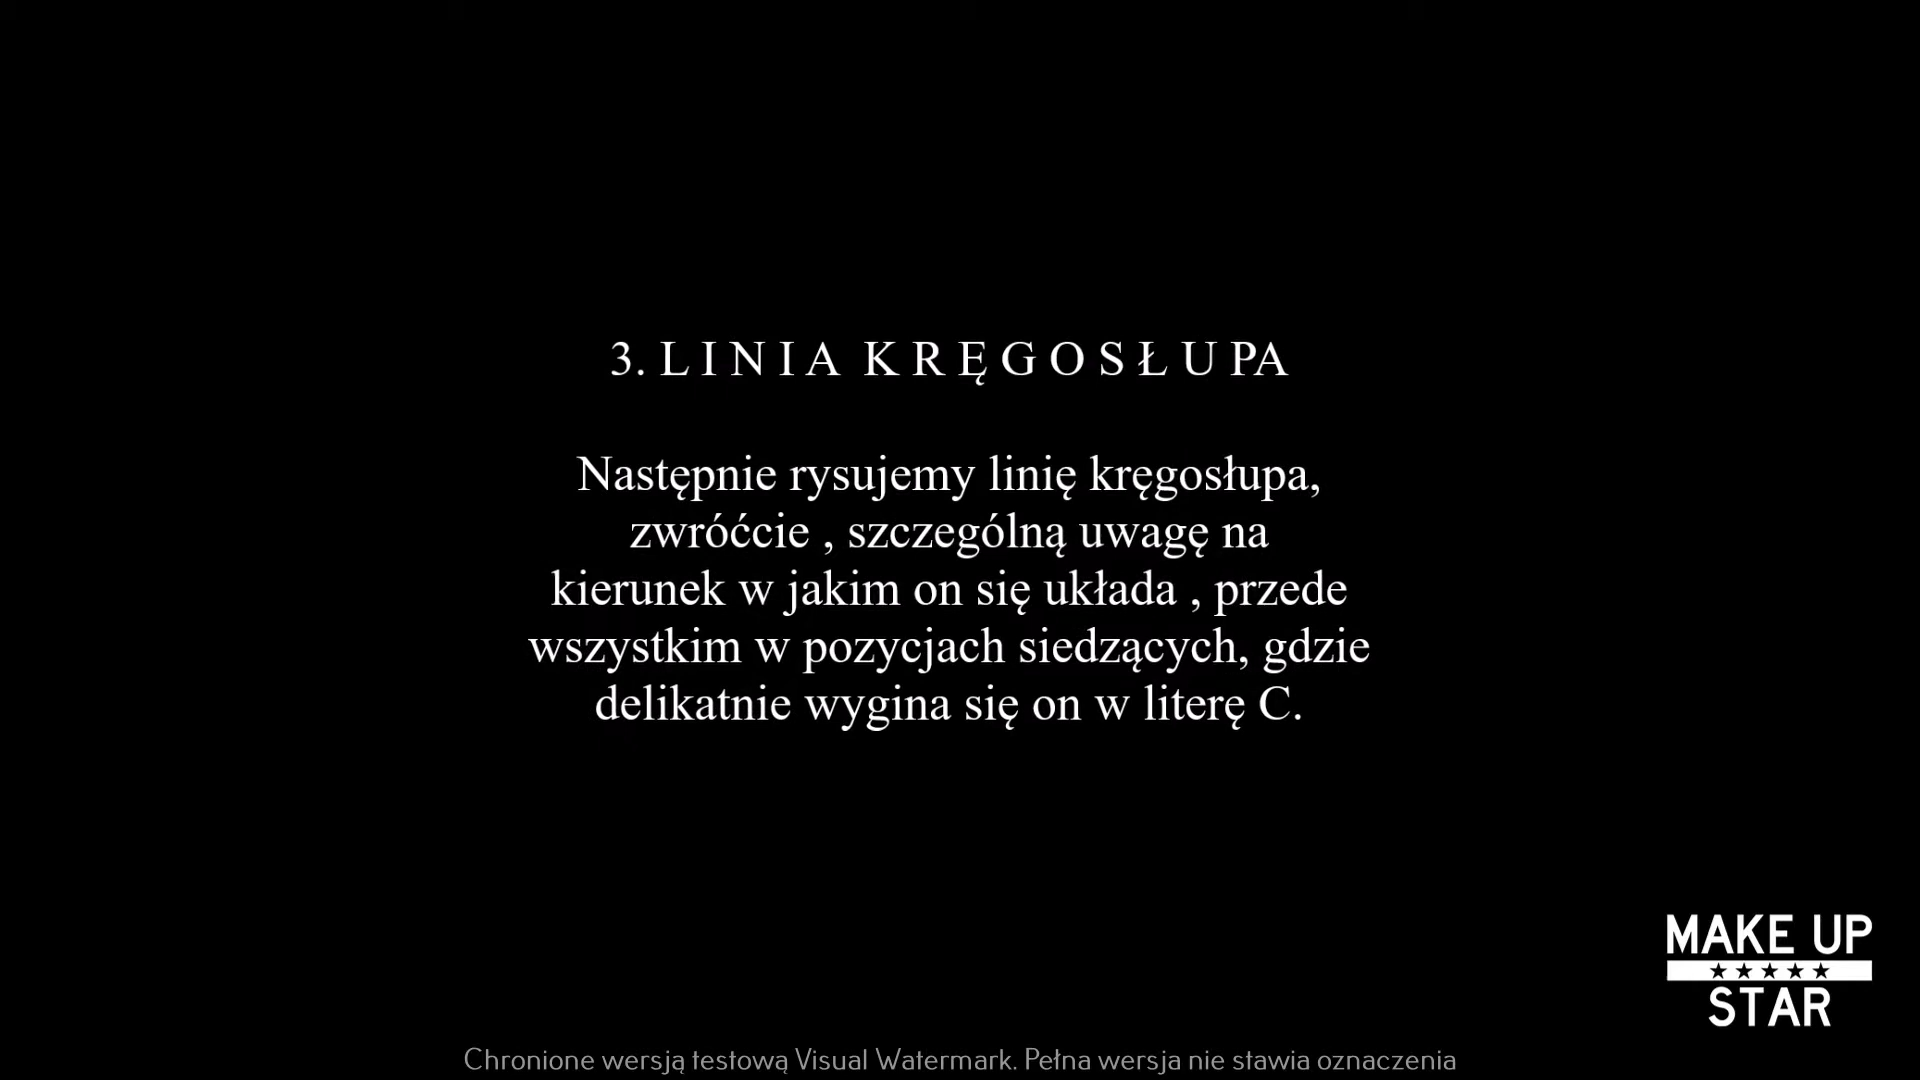 3. L I N I A  K R Ę G O S Ł U PA
Następnie rysujemy linię kręgosłupa,
zwróćcie , szczególną uwagę na
kierunek w jakim on się układa , przede
wszystkim w pozycjach siedzących, gdzie
delikatnie wygina się on w literę C.
MAKE UP
STAR
Chronione wersją testową Visual Watermark. Pełna wersja nie stawia oznaczenia